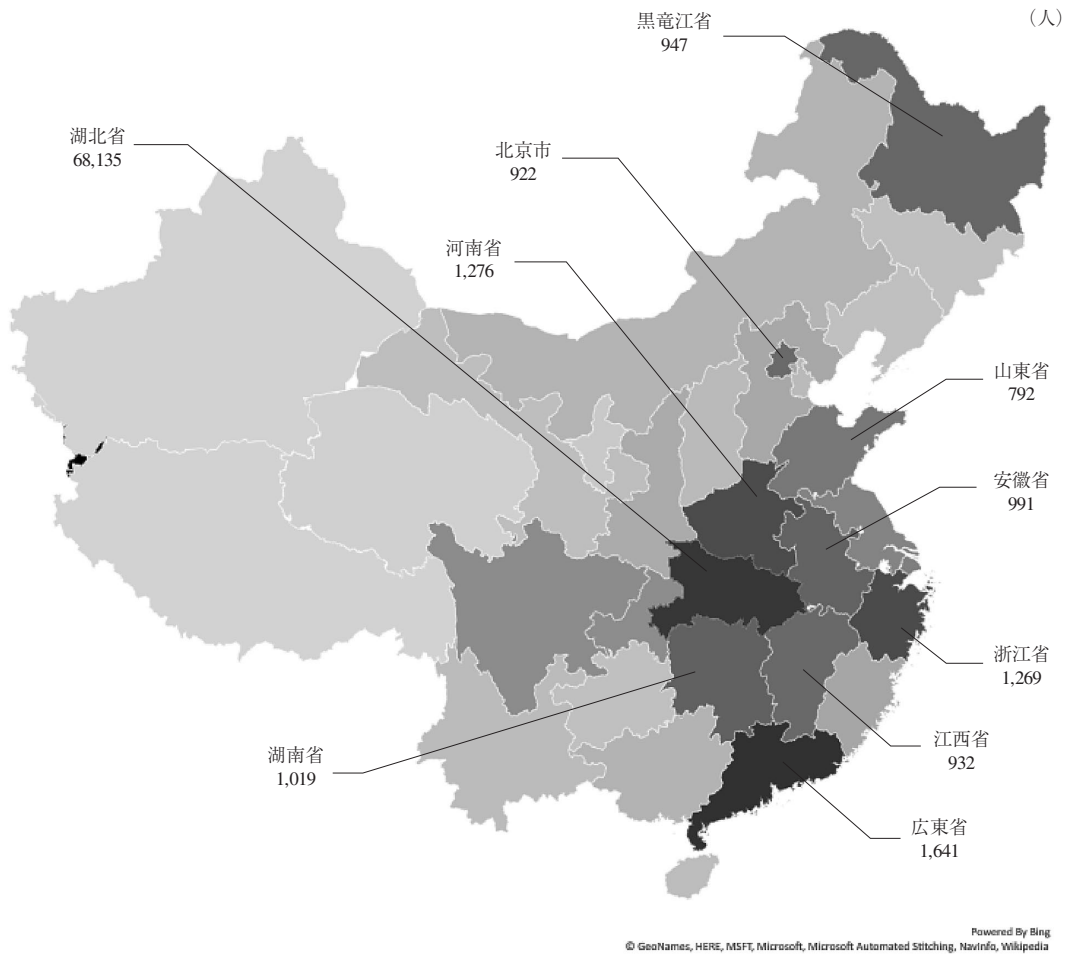 （人）
黒竜江省
947
湖北省
68,135
北京市
922
河南省
1,276
山東省
792
安徽省
991
浙江省
1,269
江西省
932
湖南省
1,019
広東省
1,641
Powered By Bing
© GeoNames, HERE, MSFT, Microsoft, Microsoft Automated Stitching, NavInfo, Wikipedia